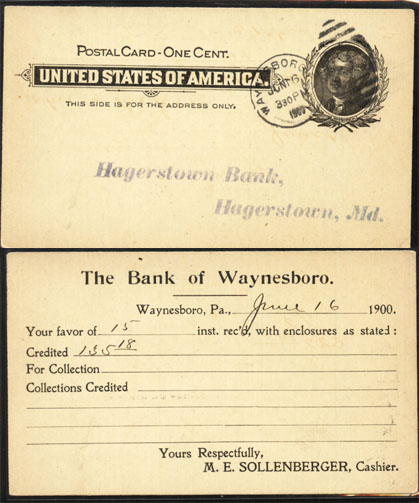 POSTAL CARD - ONE CENT.
UNITED STATES OF AMERICA.
THIS SIDE IS FOR THE ADDRESS ONLY.
WAYNESBORO
JUN 16
330 PM
1900
Hagerstown Bank,
Hagerstown, Md.
The Bank of Waynesboro.
Waynesboro, Pa., June 16 1900.
Your favor of 15 inst. rec'd, with enclosures as stated:
Credited 135 18
For Collection
Collections Credited
Yours Respectfully,
M. E. SOLLENBERGER, Cashier.